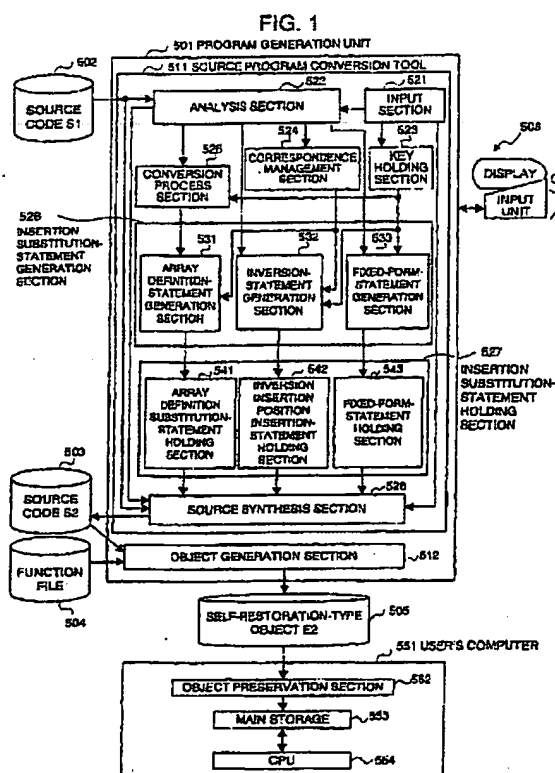 FIG. 1
501 PROGRAM GENERATION UNIT
511 SOURCE PROGRAM CONVERSION TOOL
502
SOURCE
CODE S1
522
ANALYSIS SECTION
521
INPUT
SECTION
524
CORRESPONDENCE
MANAGEMENT
SECTION
523
KEY
HOLDING
SECTION
525
CONVERSION
PROCESS
SECTION
508
DISPLAY
INPUT
UNIT
526
INSERTION
SUBSTITUTION-
STATEMENT
GENERATION
SECTION
531
ARRAY
DEFINITION-
STATEMENT
GENERATION
SECTION
532
INVERSION-
STATEMENT
GENERATION
SECTION
533
FIXED-FORM-
STATEMENT
GENERATION
SECTION
527
INSERTION
SUBSTITUTION-
STATEMENT
HOLDING
SECTION
541
ARRAY
DEFINITION
SUBSTITUTION-
STATEMENT
HOLDING
SECTION
542
INVERSION
INSERTION
POSITION
INSERTION-
STATEMENT
HOLDING
SECTION
543
FIXED-FORM-
STATEMENT
HOLDING
SECTION
503
SOURCE
CODE S2
528
SOURCE SYNTHESIS SECTION
OBJECT GENERATION SECTION
512
FUNCTION
FILE
504
SELF-RESTORATION-TYPE
OBJECT E2
505
551 USER'S COMPUTER
OBJECT PRESERVATION SECTION
552
MAIN STORAGE
553
CPU
554